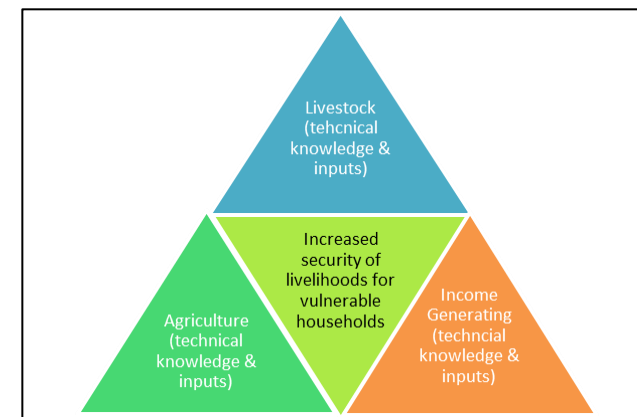 Livestock
(tehcnical
knowledge &
inputs)
Increased
security of
livelihoods for
vulnerable
households
Agriculture
(technical
knowledge &
inputs)
Income
Generating
(techncial
knowledge &
inputs)